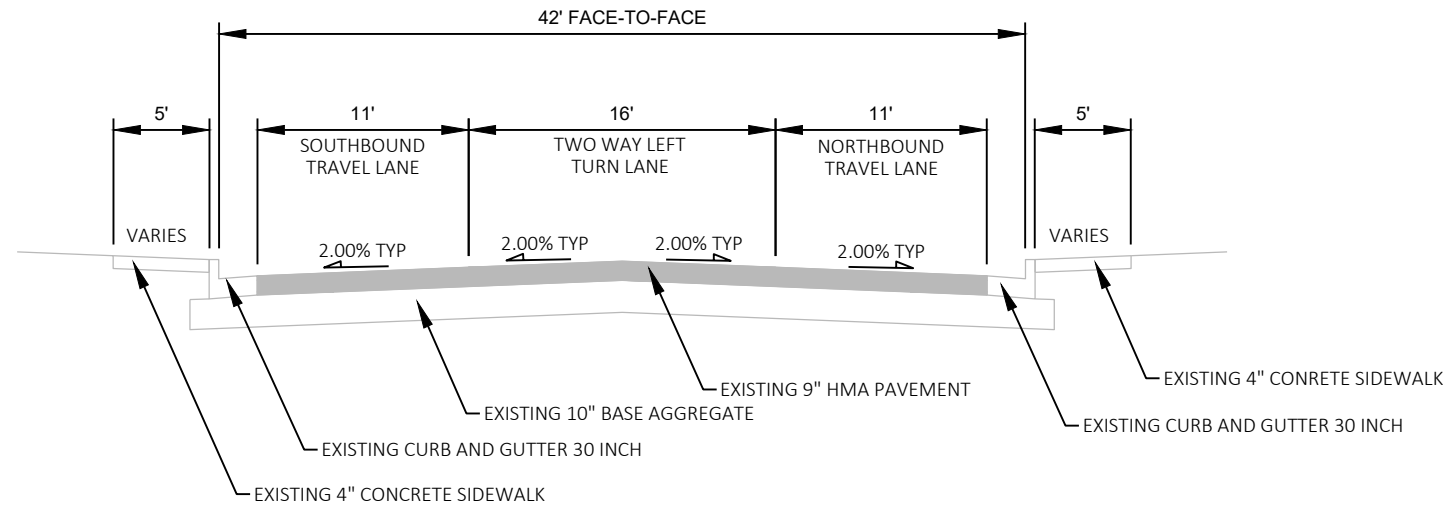 42' FACE-TO-FACE
5'
11'
16'
11'
5'
SOUTHBOUND
TRAVEL LANE
TWO WAY LEFT
TURN LANE
NORTHBOUND
TRAVEL LANE
VARIES
VARIES
2.00% TYP
2.00% TYP
2.00% TYP
2.00% TYP
EXISTING 4" CONRETE SIDEWALK
EXISTING 9" HMA PAVEMENT
EXISTING 10" BASE AGGREGATE
EXISTING CURB AND GUTTER 30 INCH
EXISTING CURB AND GUTTER 30 INCH
EXISTING 4" CONCRETE SIDEWALK